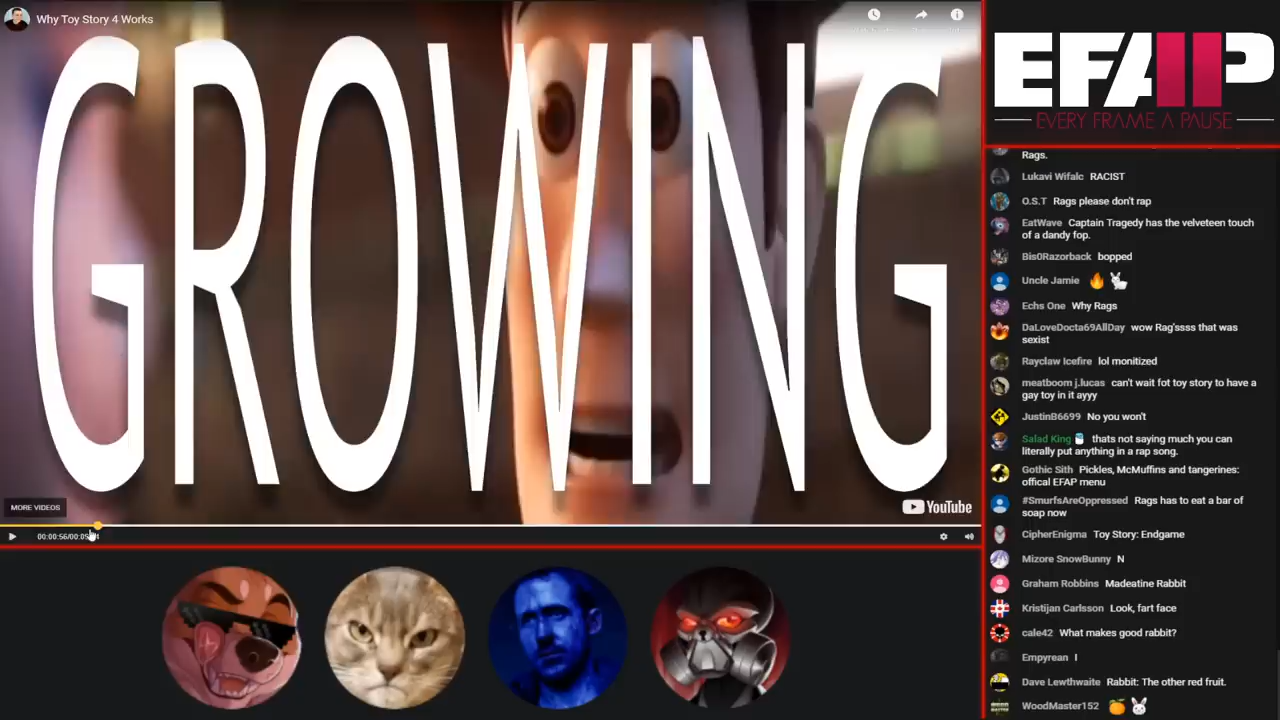 Why Toy Story 4 Works
GROWING
MORE VIDEOS
YouTube
EFAP
EVERY FRAME A PAUSE
Rags.
Lukavi Wifalc RACIST
O.S.T Rags please don't rap
EatWave Captain Tragedy has the velveteen touch
of a dandy fop.
Bis0Razorback bopped
Uncle Jamie 🔥🐇
Echs One Why Rags
DaLoveDocta69AllDay wow Rag'ssss that was
sexist
Rayclaw Icefire lol monitized
meatboom j.lucas can't wait fot toy story to have a
gay toy in it ayyy
JustinB6699 No you won't
Salad King thats not saying much you can
literally put anything in a rap song.
Gothic Sith Pickles, McMuffins and tangerines:
offical EFAP menu
#SmurfsAreOppressed Rags has to eat a bar of
soap now
CipherEnigma Toy Story: Endgame
Mizore SnowBunny N
Graham Robbins Madeatine Rabbit
Kristijan Carlsson Look, fart face
cale42 What makes good rabbit?
Empyrean I
Dave Lewthwaite Rabbit: The other red fruit.
WoodMaster152 🍊🐰